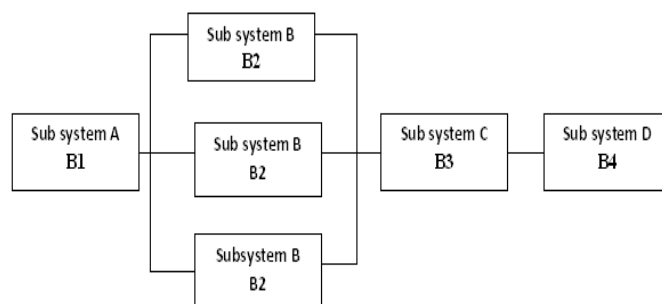 Sub system B
B2
Sub system A
B1
Sub system B
B2
Sub system C
B3
Sub system D
B4
Subsystem B
B2